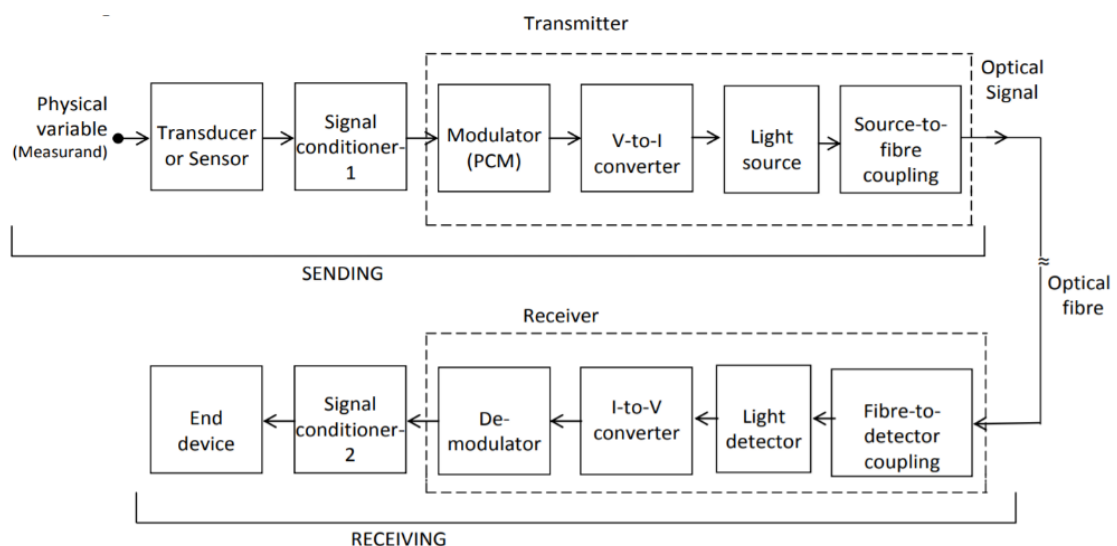 Transmitter
Optical
Signal
Physical
variable
(Measurand)
Transducer
or Sensor
Signal
conditioner-
1
Modulator
(PCM)
V-to-I
converter
Light
source
Source-to-
fibre
coupling
SENDING
≈
Optical
fibre
Receiver
End
device
Signal
conditioner-
2
De-
modulator
I-to-V
converter
Light
detector
Fibre-to-
detector
coupling
RECEIVING